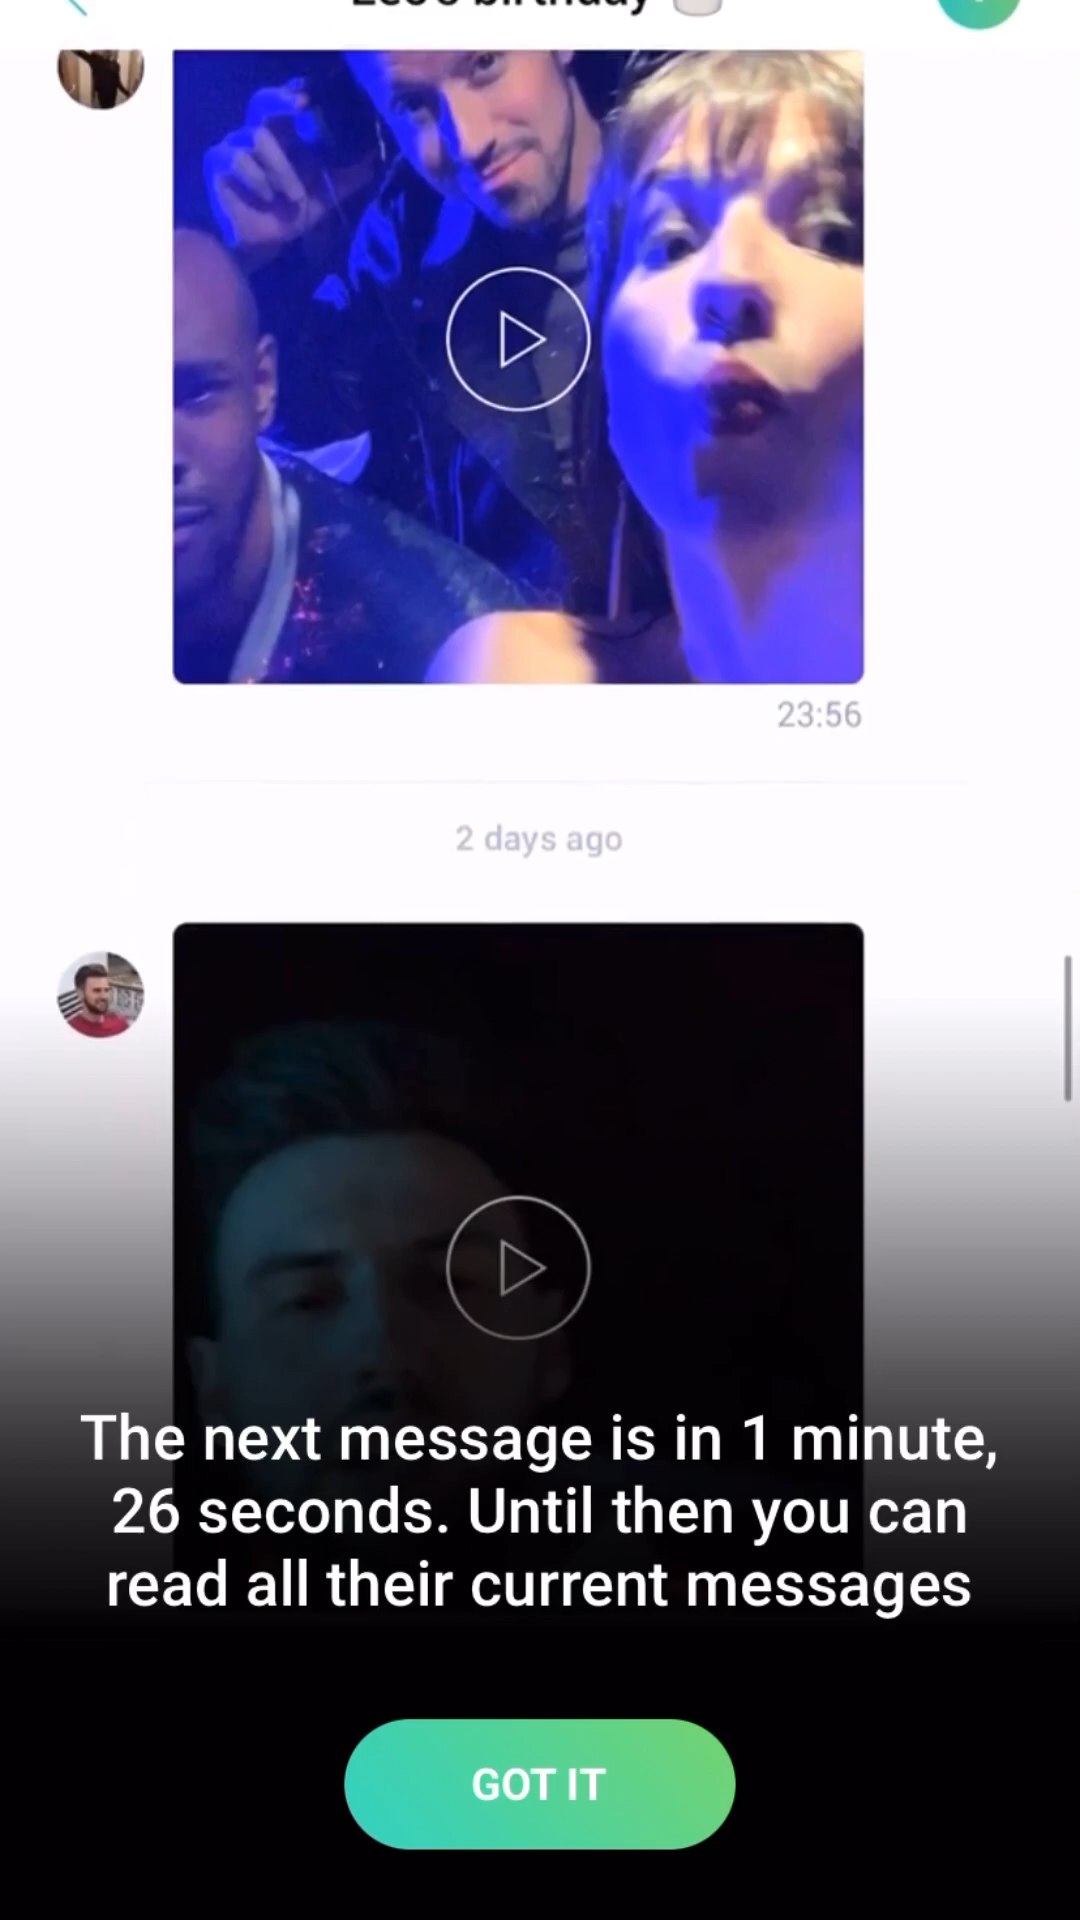 23:56
2 days ago
The next message is in 1 minute,
26 seconds. Until then you can
read all their current messages
GOT IT